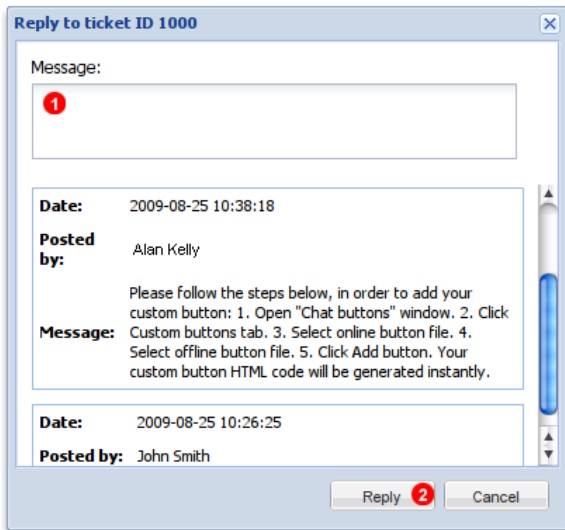 Reply to ticket ID 1000
Message:
1
Date: 2009-08-25 10:38:18
Posted by: Alan Kelly
Message: Please follow the steps below, in order to add your
custom button: 1. Open "Chat buttons" window. 2. Click
Custom buttons tab. 3. Select online button file. 4.
Select offline button file. 5. Click Add button. Your
custom button HTML code will be generated instantly.
Date: 2009-08-25 10:26:25
Posted by: John Smith
Reply 2 Cancel